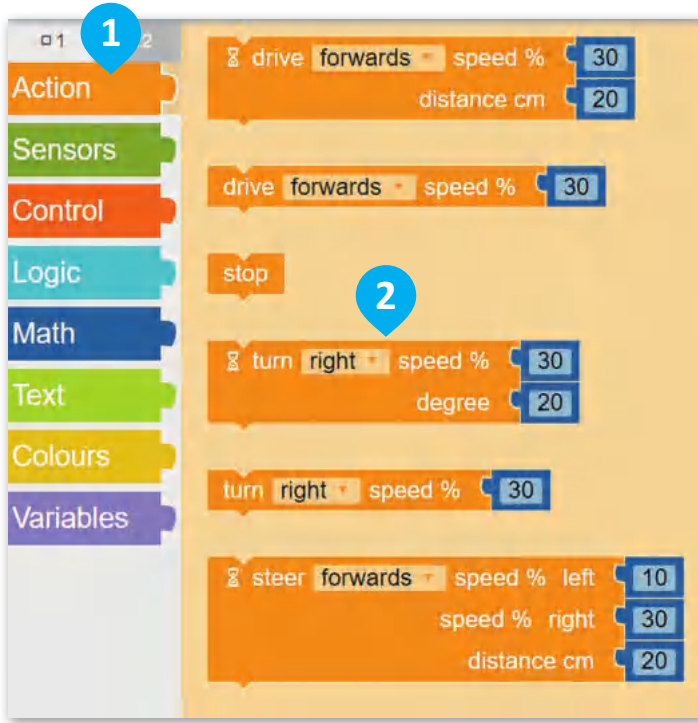 1
2
1
Action
Sensors
Control
Logic
Math
Text
Colours
Variables
drive forwards speed % 30
distance cm 20
drive forwards speed % 30
stop
2
turn right speed % 30
degree 20
turn right speed % 30
steer forwards speed % left 10
speed % right 30
distance cm 20